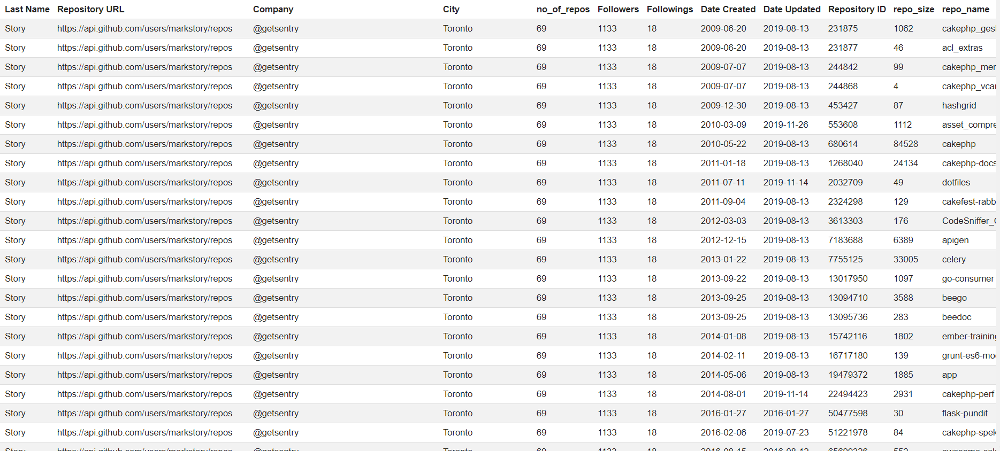 Last Name Repository URL Company City no_of_repos Followers Followings Date Created Date Updated Repository ID repo_size repo_name
Story https://api.github.com/users/markstory/repos @getsentry Toronto 69 1133 18 2009-06-20 2019-08-13 231875 1062
Story https://api.github.com/users/markstory/repos @getsentry Toronto 69 1133 18 2009-06-20 2019-08-13 231877 46 acl_extras
Story https://api.github.com/users/markstory/repos @getsentry Toronto 69 1133 18 2009-07-07 2019-08-13 244842 99
Story https://api.github.com/users/markstory/repos @getsentry Toronto 69 1133 18 2009-07-07 2019-08-13 244868 4
Story https://api.github.com/users/markstory/repos @getsentry Toronto 69 1133 18 2009-12-30 2019-08-13 453427 87 hashgrid
Story https://api.github.com/users/markstory/repos @getsentry Toronto 69 1133 18 2010-03-09 2019-11-26 553608 1112 asset_compre
Story https://api.github.com/users/markstory/repos @getsentry Toronto 69 1133 18 2010-05-22 2019-08-13 680614 84528 cakephp
Story https://api.github.com/users/markstory/repos @getsentry Toronto 69 1133 18 2011-01-18 2019-08-13 1268040 24134 cakephp-docs
Story https://api.github.com/users/markstory/repos @getsentry Toronto 69 1133 18 2011-07-11 2019-11-14 2032709 49 dotfiles
Story https://api.github.com/users/markstory/repos @getsentry Toronto 69 1133 18 2011-09-04 2019-08-13 2324298 129 cakefest-rabb
Story https://api.github.com/users/markstory/repos @getsentry Toronto 69 1133 18 2012-03-03 2019-08-13 3613303 176
Story https://api.github.com/users/markstory/repos @getsentry Toronto 69 1133 18 2012-12-15 2019-08-13 7183688 6389 apigen
Story https://api.github.com/users/markstory/repos @getsentry Toronto 69 1133 18 2013-01-22 2019-08-13 7755125 33005 celery
Story https://api.github.com/users/markstory/repos @getsentry Toronto 69 1133 18 2013-09-22 2019-08-13 13017950 1097 go-consumer
Story https://api.github.com/users/markstory/repos @getsentry Toronto 69 1133 18 2013-09-25 2019-08-13 13094710 3588 beego
Story https://api.github.com/users/markstory/repos @getsentry Toronto 69 1133 18 2013-09-25 2019-08-13 13095736 283 beedoc
Story https://api.github.com/users/markstory/repos @getsentry Toronto 69 1133 18 2014-01-08 2019-08-13 15742116 1802 ember-training
Story https://api.github.com/users/markstory/repos @getsentry Toronto 69 1133 18 2014-02-11 2019-08-13 16717180 139
Story https://api.github.com/users/markstory/repos @getsentry Toronto 69 1133 18 2014-05-06 2019-08-13 19479372 1885 app
Story https://api.github.com/users/markstory/repos @getsentry Toronto 69 1133 18 2014-08-01 2019-11-14 22494423 2931 cakephp-perf
Story https://api.github.com/users/markstory/repos @getsentry Toronto 69 1133 18 2016-01-27 2016-01-27 50477598 30 flask-pundit
Story https://api.github.com/users/markstory/repos @getsentry Toronto 69 1133 18 2016-02-06 2019-07-23 51221978 84 cakephp-spek